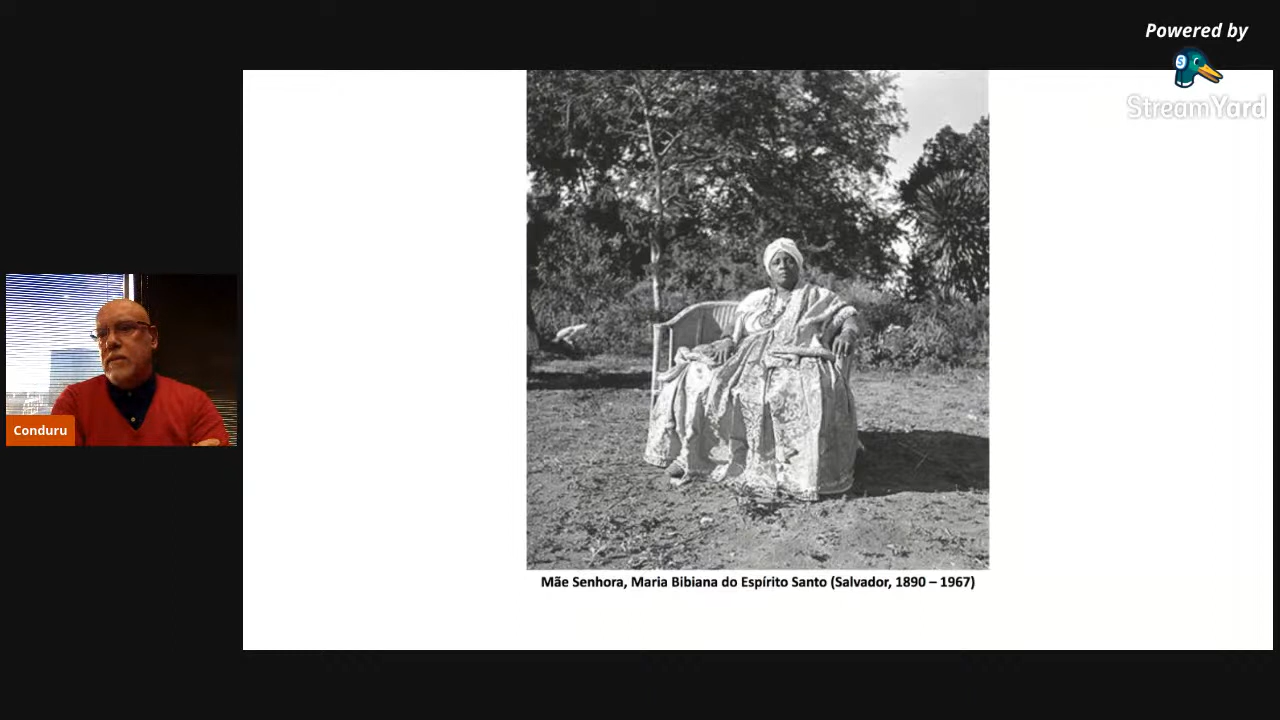 Powered by
StreamYard
Conduru
Mãe Senhora, Maria Bibiana do Espírito Santo (Salvador, 1890 – 1967)